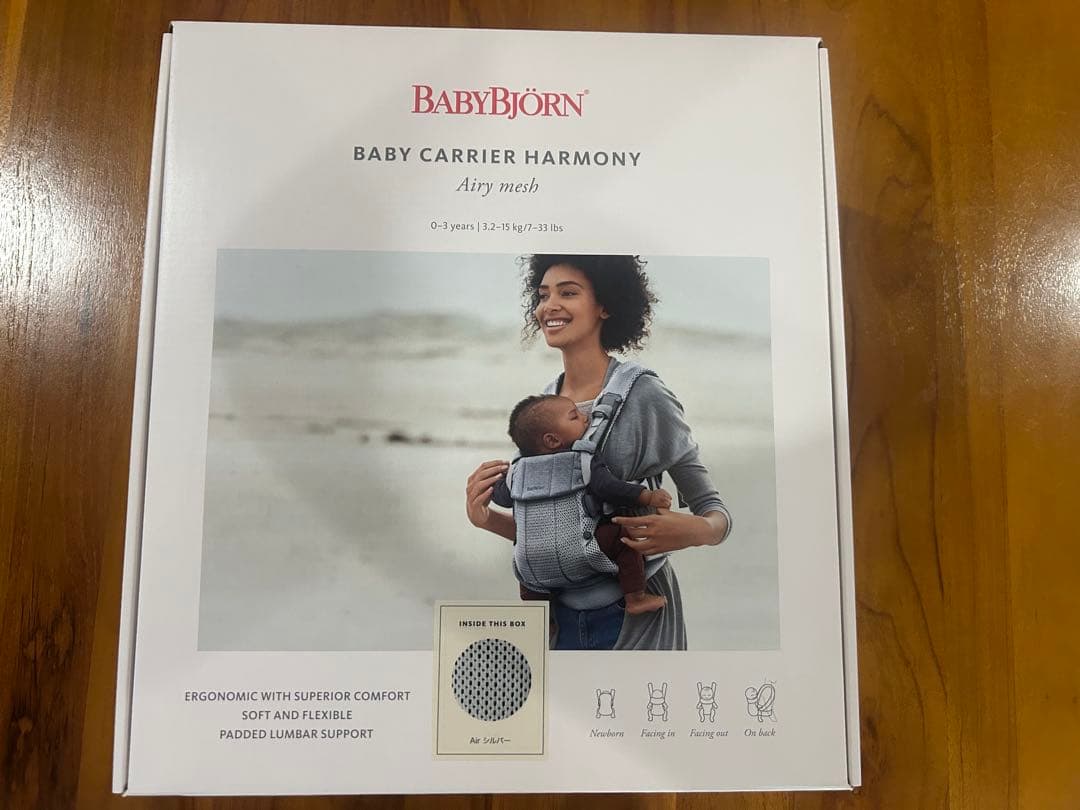 BABYBJÖRN®
BABY CARRIER HARMONY
Airy mesh
0–3 years | 3.2–15 kg/7–33 lbs
INSIDE THIS BOX
Air シルバー
ERGONOMIC WITH SUPERIOR COMFORT
SOFT AND FLEXIBLE
PADDED LUMBAR SUPPORT
Newborn
Facing in
Facing out
On back